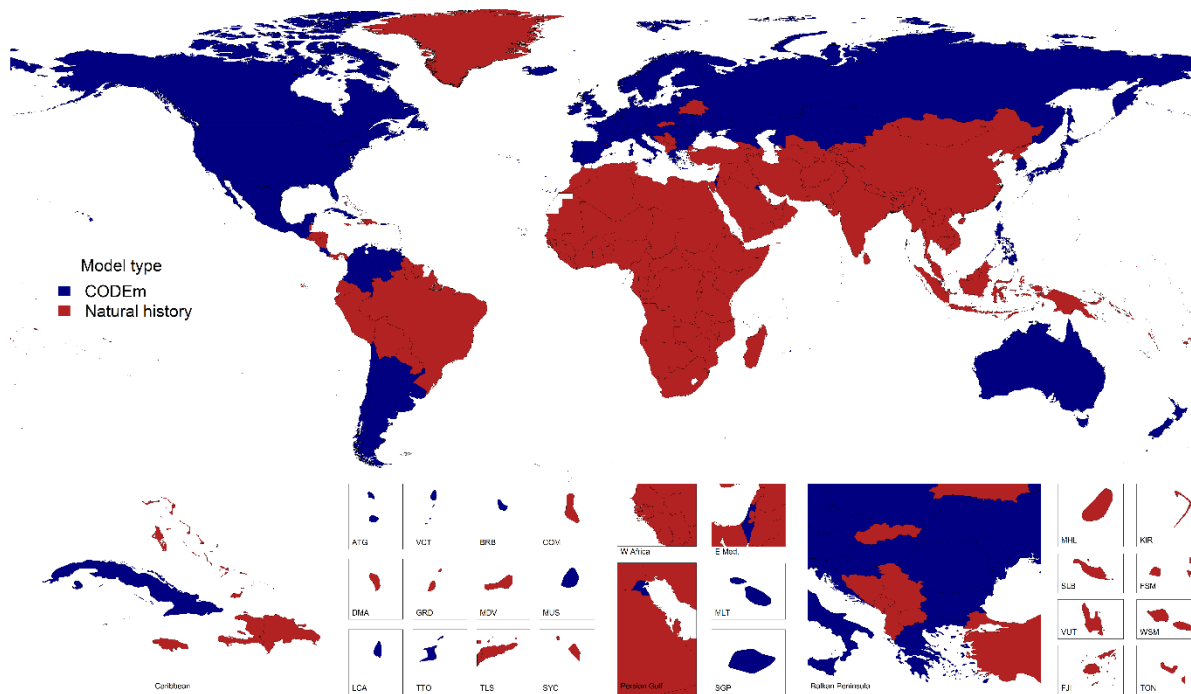 Model type
CODEm
Natural history
ATG
VCT
BRB
COM
W Africa
E Med.
MHL
KIR
DMA
GRD
MDV
MUS
MLT
SLB
FSM
VUT
WSM
Caribbean
LCA
TTO
TLS
SYC
Persian Gulf
SGP
Balkan Peninsula
FJI
TON